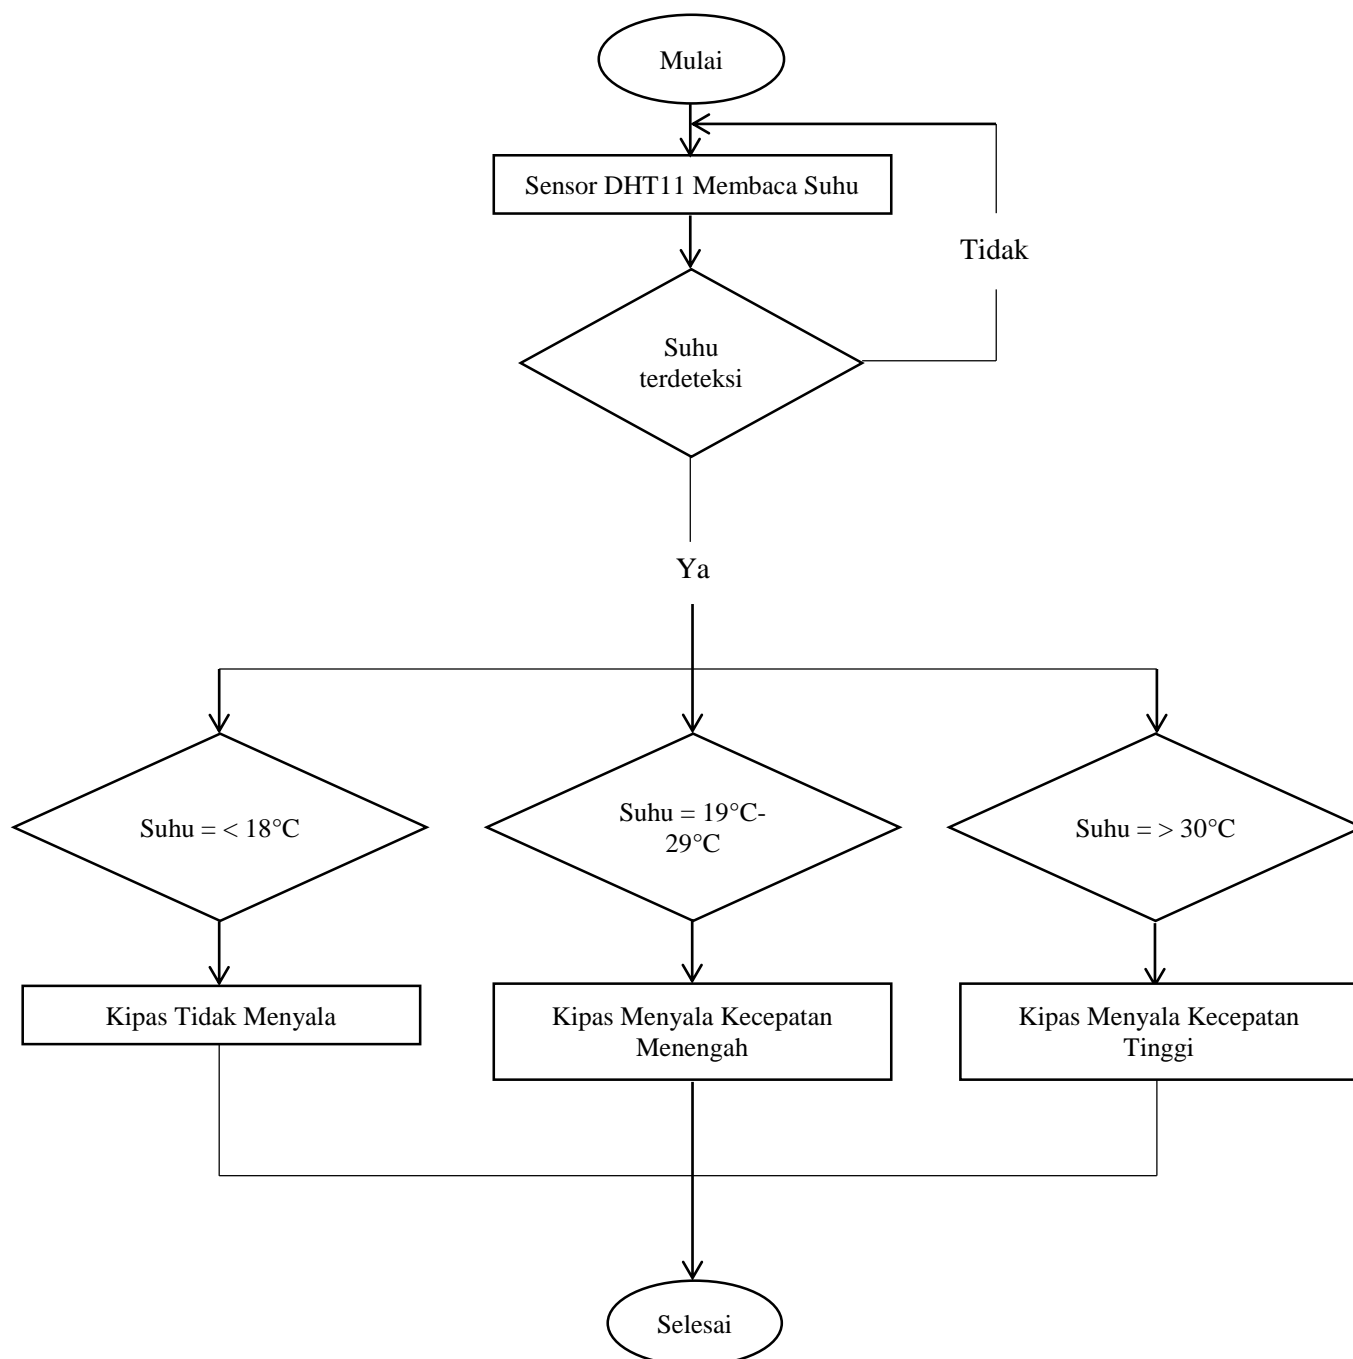 Mulai
Sensor DHT11 Membaca Suhu
Tidak
Suhu
terdeteksi
Ya
Suhu = < 18°C
Suhu = 19°C-
29°C
Suhu = > 30°C
Kipas Tidak Menyala
Kipas Menyala Kecepatan
Menengah
Kipas Menyala Kecepatan
Tinggi
Selesai